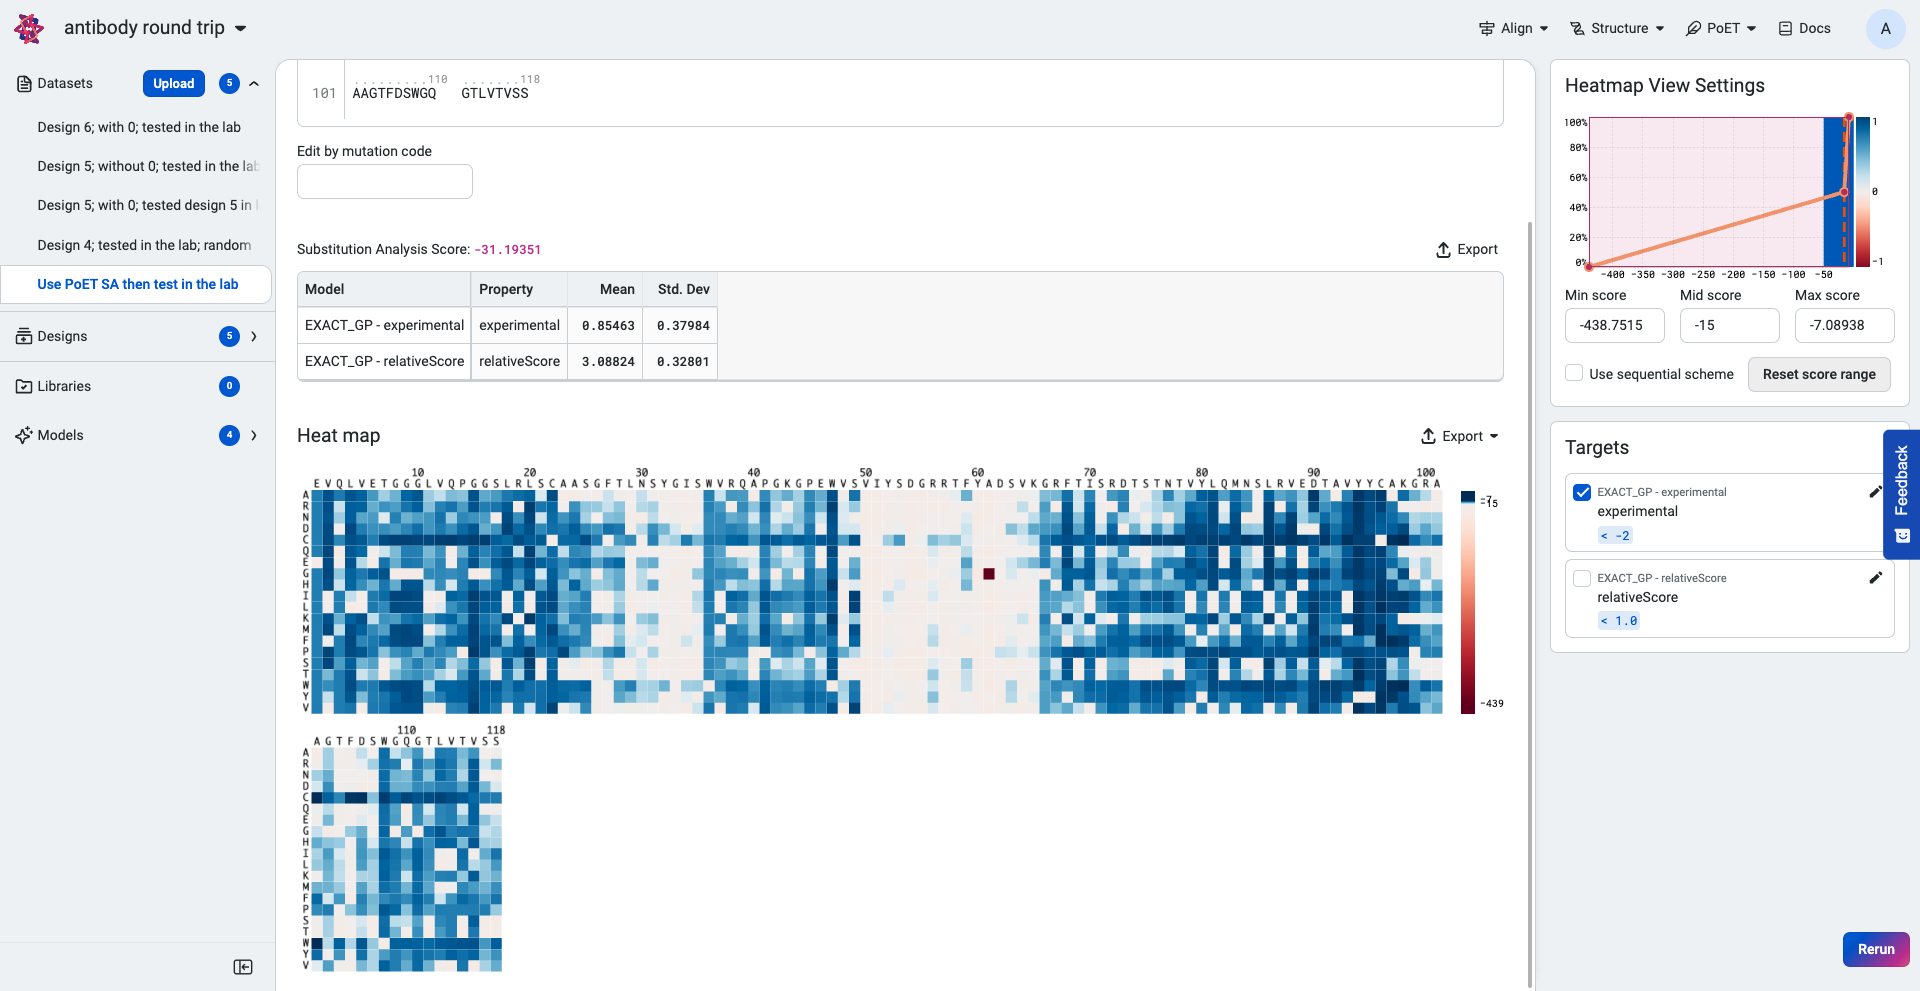 antibody round trip
Align
Structure
PoET
Docs
A
Datasets
Upload
5
Design 6; with 0; tested in the lab
Design 5; without 0; tested in the lab
Design 5; with 0; tested design 5 in l
Design 4; tested in the lab; random
Use PoET SA then test in the lab
Designs
5
Libraries
0
Models
4
.........110 .......118
101 AAGTFDSWGQ GTLVTVSS
Edit by mutation code
Substitution Analysis Score: -31.19351
Export
Model Property Mean Std. Dev
EXACT_GP - experimental experimental 0.85463 0.37984
EXACT_GP - relativeScore relativeScore 3.08824 0.32801
Heat map
Export
10 20 30 40 50 60 70 80 90 100
E V Q L V E T G G G L V Q P G G S L R L S C A A S G F T L N S Y G I S W V R Q A P G K G P E W V S V I Y S D G R R T F Y A D S V K G R F T I S R D T S T N T V Y L Q M N S L R V E D T A V Y Y C A K G R A
A
R
N
D
C
Q
E
G
H
I
L
K
M
F
P
S
T
W
Y
V
-7
-15
-439
110 118
A G T F D S W G Q G T L V T V S S
A
R
N
D
C
Q
E
G
H
I
L
K
M
F
P
S
T
W
Y
V
Heatmap View Settings
100%
80%
60%
40%
20%
0%
-400 -350 -300 -250 -200 -150 -100 -50
1
0
-1
Min score Mid score Max score
-438.7515 -15 -7.08938
Use sequential scheme
Reset score range
Targets
EXACT_GP - experimental
experimental
< -2
EXACT_GP - relativeScore
relativeScore
< 1.0
Feedback
Rerun